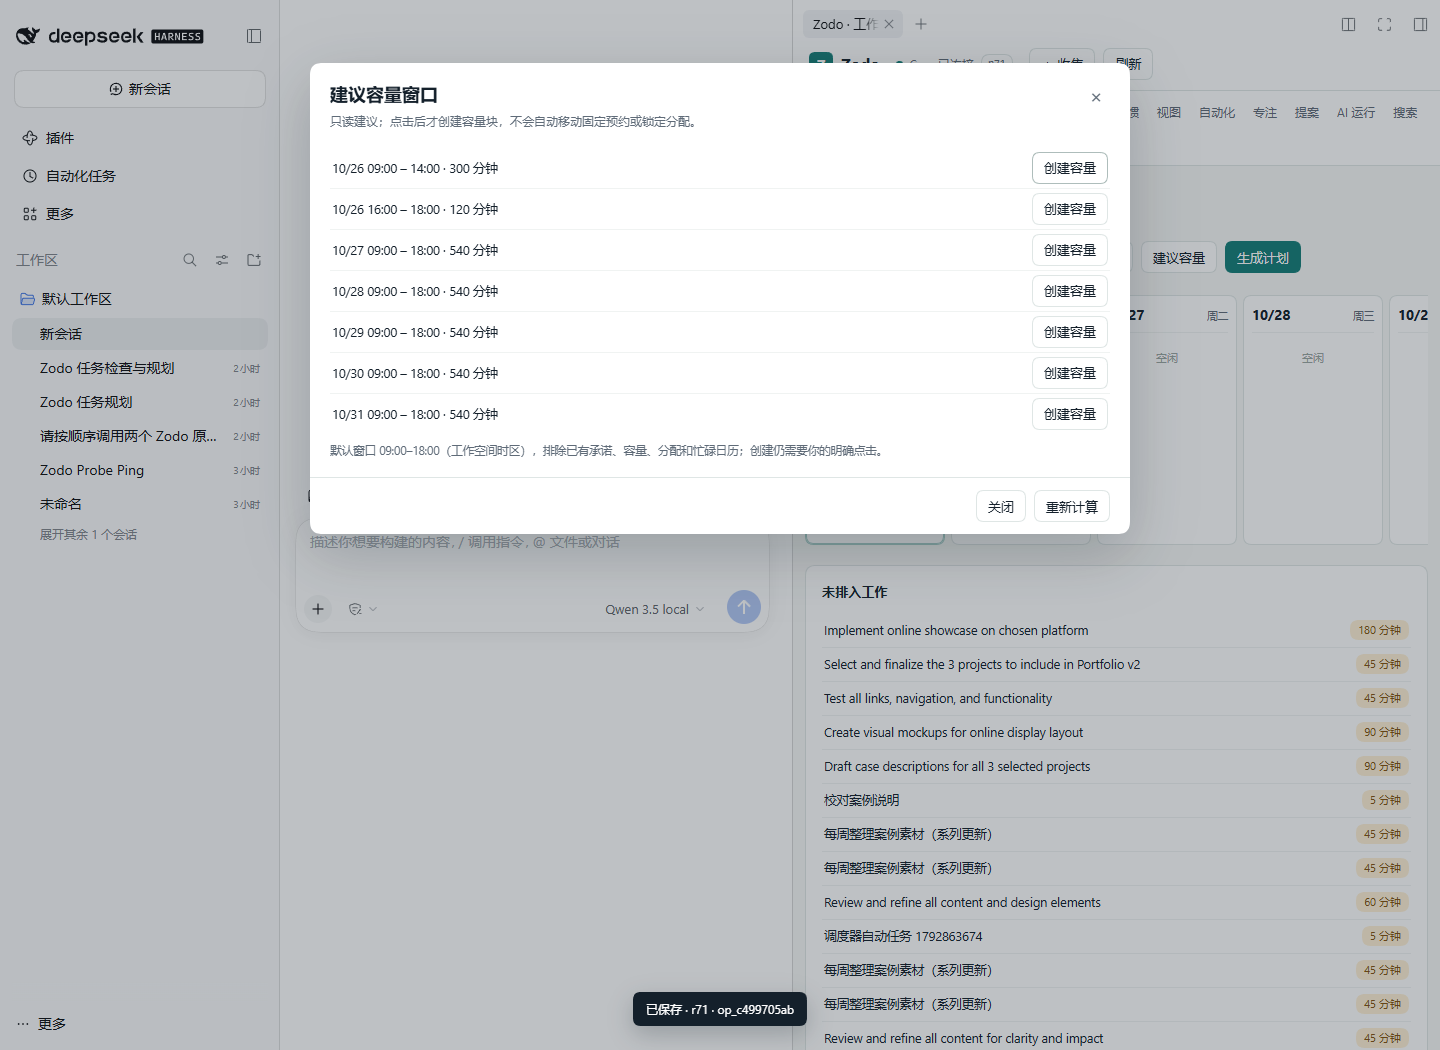 deepseek HARNESS
新会话
插件
自动化任务
更多
工作区
默认工作区
新会话
Zodo 任务检查与规划 2小时
Zodo 任务规划 2小时
请按顺序调用两个 Zodo 原... 2小时
Zodo Probe Ping 3小时
未命名 3小时
展开其余 1 个会话
更多
描述你想要构建的内容, / 调用指令, @ 文件或对话
Qwen 3.5 local
Zodo · 工作
刷新
视图 自动化 专注 提案 AI 运行 搜索
建议容量 生成计划
27 周二
空闲
10/28 周三
空闲
10/2
建议容量窗口
只读建议；点击后才创建容量块，不会自动移动固定预约或锁定分配。
10/26 09:00 – 14:00 · 300 分钟 创建容量
10/26 16:00 – 18:00 · 120 分钟 创建容量
10/27 09:00 – 18:00 · 540 分钟 创建容量
10/28 09:00 – 18:00 · 540 分钟 创建容量
10/29 09:00 – 18:00 · 540 分钟 创建容量
10/30 09:00 – 18:00 · 540 分钟 创建容量
10/31 09:00 – 18:00 · 540 分钟 创建容量
默认窗口 09:00–18:00（工作空间时区），排除已有承诺、容量、分配和忙碌日历；创建仍需要你的明确点击。
关闭 重新计算
未排入工作
Implement online showcase on chosen platform 180 分钟
Select and finalize the 3 projects to include in Portfolio v2 45 分钟
Test all links, navigation, and functionality 45 分钟
Create visual mockups for online display layout 90 分钟
Draft case descriptions for all 3 selected projects 90 分钟
校对案例说明 5 分钟
每周整理案例素材（系列更新） 45 分钟
每周整理案例素材（系列更新） 45 分钟
Review and refine all content and design elements 60 分钟
调度器自动任务 1792863674 5 分钟
每周整理案例素材（系列更新） 45 分钟
每周整理案例素材（系列更新） 45 分钟
Review and refine all content for clarity and impact 45 分钟
已保存 · r71 · op_c499705ab